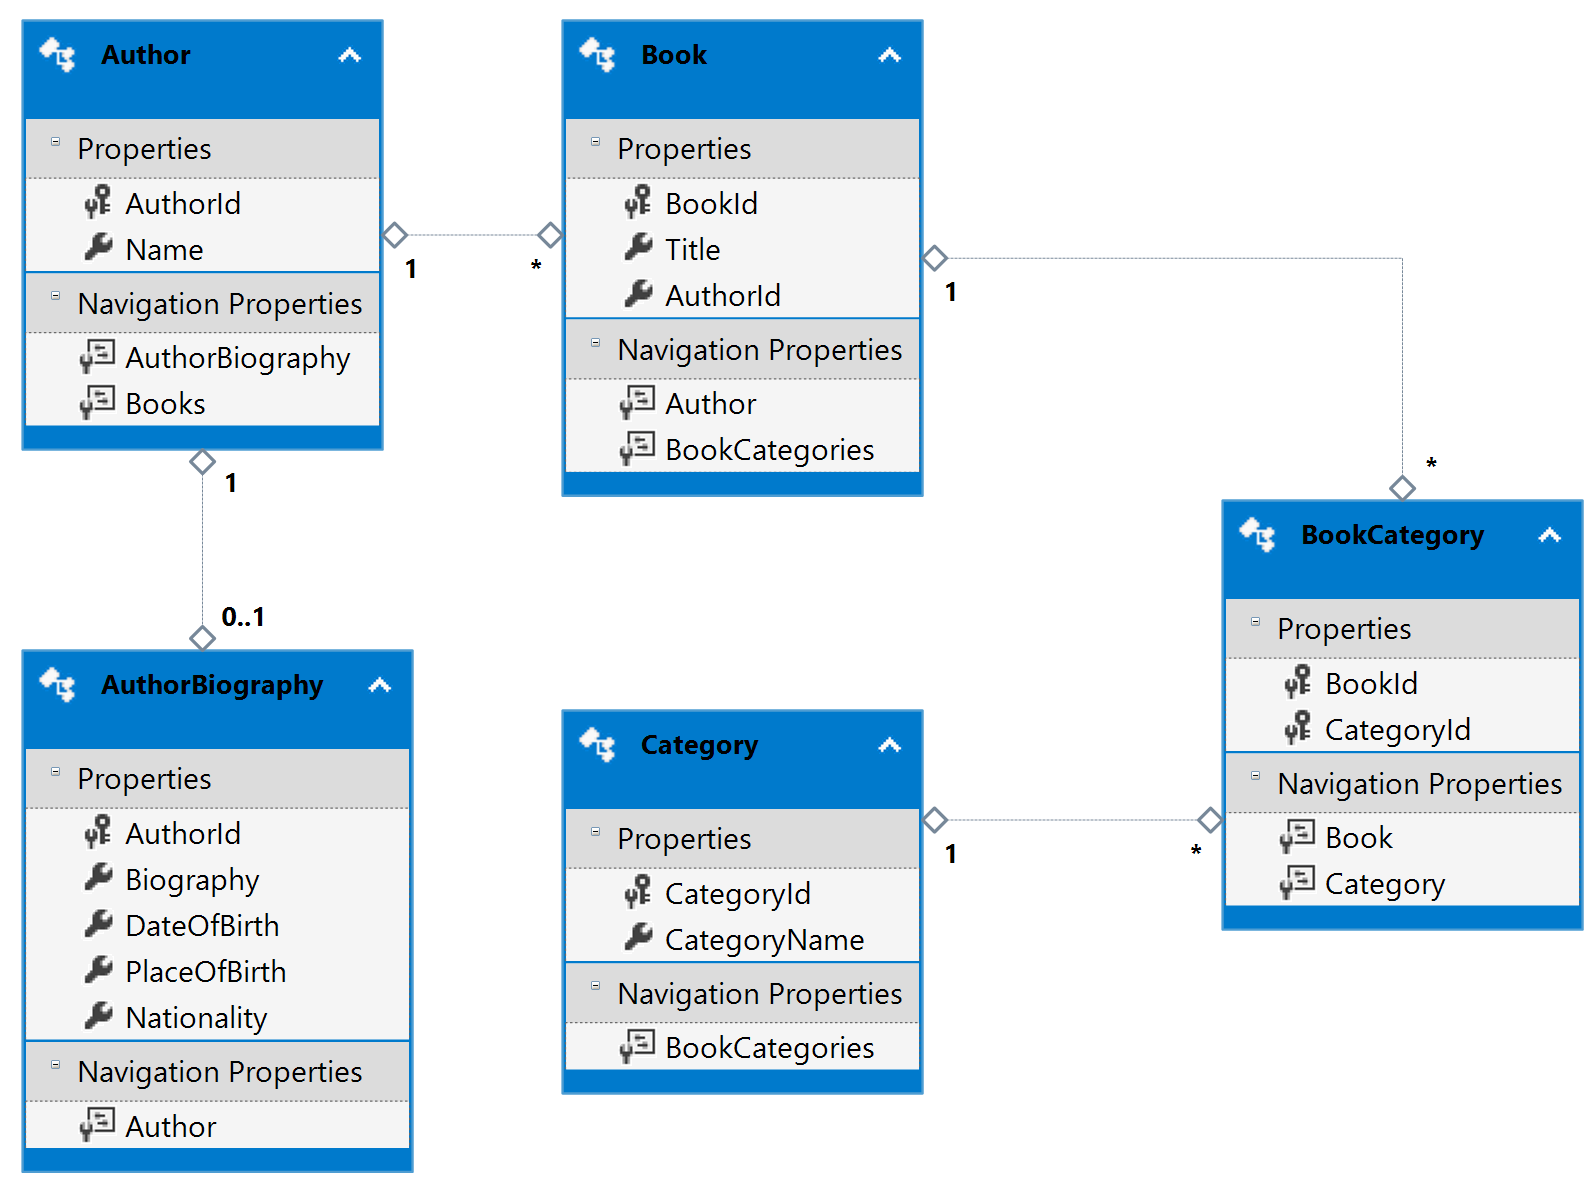 Author
Properties
AuthorId
Name
Navigation Properties
AuthorBiography
Books
1
*
Book
Properties
BookId
Title
AuthorId
Navigation Properties
Author
BookCategories
1
*
1
0..1
AuthorBiography
Properties
AuthorId
Biography
DateOfBirth
PlaceOfBirth
Nationality
Navigation Properties
Author
Category
Properties
CategoryId
CategoryName
Navigation Properties
BookCategories
1
*
BookCategory
Properties
BookId
CategoryId
Navigation Properties
Book
Category